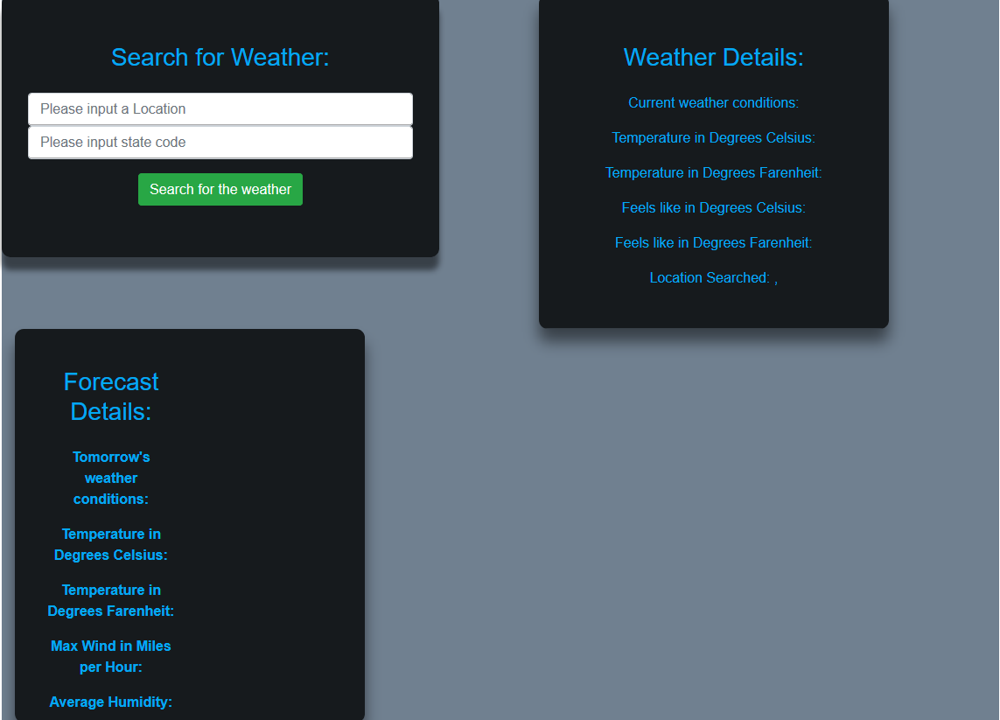 Search for Weather:
Please input a Location
Please input state code
Search for the weather
Weather Details:
Current weather conditions:
Temperature in Degrees Celsius:
Temperature in Degrees Farenheit:
Feels like in Degrees Celsius:
Feels like in Degrees Farenheit:
Location Searched: ,
Forecast
Details:
Tomorrow's
weather
conditions:
Temperature in
Degrees Celsius:
Temperature in
Degrees Farenheit:
Max Wind in Miles
per Hour:
Average Humidity: